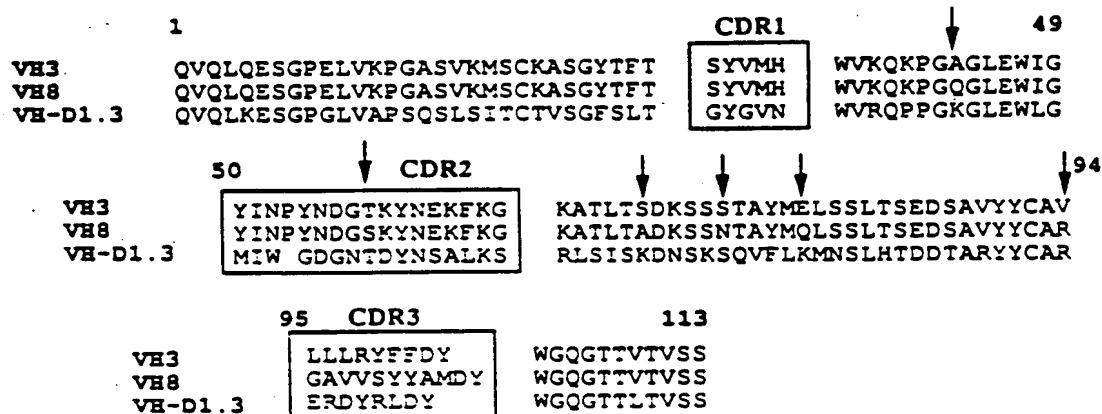 1 CDR1 49
VH3 QVQLQESGPELVKPGASVKMSCKASGYTFT SYVMH WVKQKPGAGLEWIG
VH8 QVQLQESGPELVKPGASVKMSCKASGYTFT SYVMH WVKQKPGQGLEWIG
VH-D1.3 QVQLKESGPGLVAPSQSLSITCTVSGFSLT GYGVN WVRQPPGKGLEWLG
50 CDR2 94
VH3 YINPYNDGTKYNEKFKG KATLTSDKSSSTAYMELSSLTSEDSAVYYCAV
VH8 YINPYNDGSKYNEKFKG KATLTADKSSNTAYMQLSSLTSEDSAVYYCAR
VH-D1.3 MIW GDGNTDYNSALKS RLSISKDNSKSQVFLKMNSLHTDDTARYYCAR
95 CDR3 113
VH3 LLLRYFFDY WGQGTTVTVSS
VH8 GAVVSYYAMDY WGQGTTVTVSS
VH-D1.3 ERDYRLDY WGQGTTLTVSS